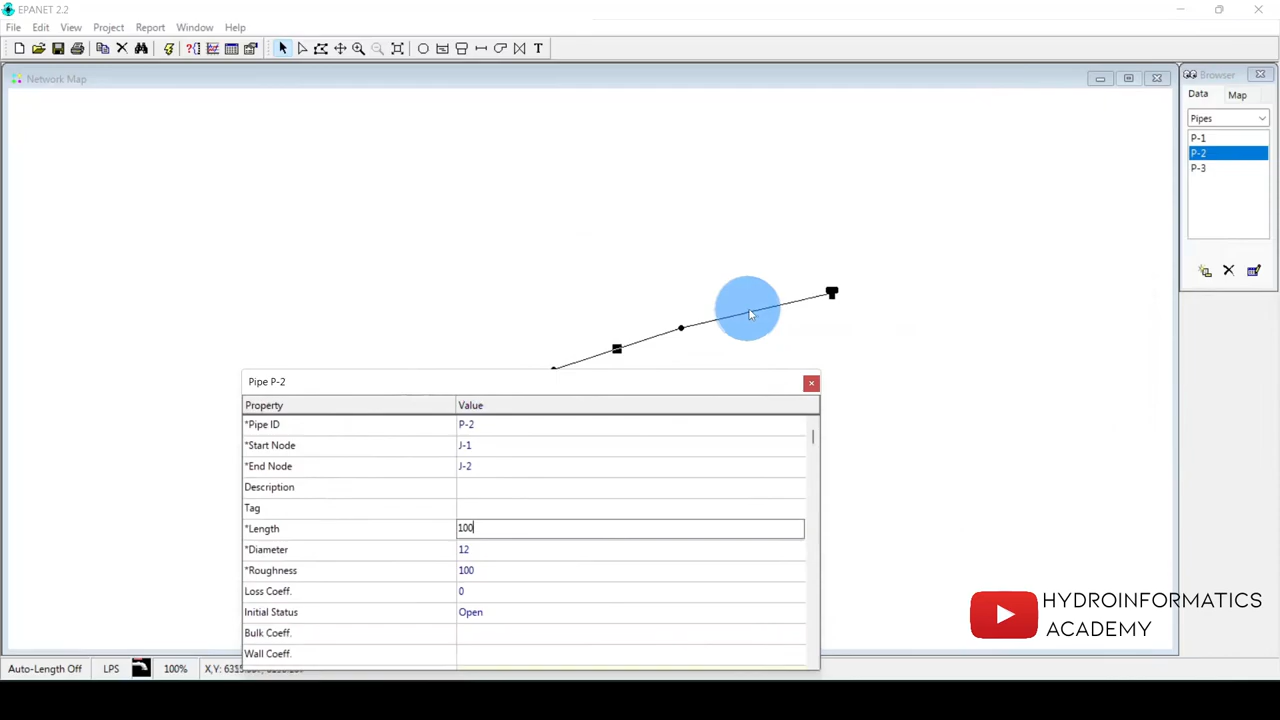 EPANET 2.2
File Edit View Project Report Window Help
T
Network Map
Browser
Data Map
Pipes
P-1
P-2
P-3
Pipe P-2
Property Value
*Pipe ID P-2
*Start Node J-1
*End Node J-2
Description
Tag
*Length 100
*Diameter 12
*Roughness 100
Loss Coeff. 0
Initial Status Open
Bulk Coeff.
Wall Coeff.
HYDROINFORMATICS
ACADEMY
Auto-Length Off LPS 100%